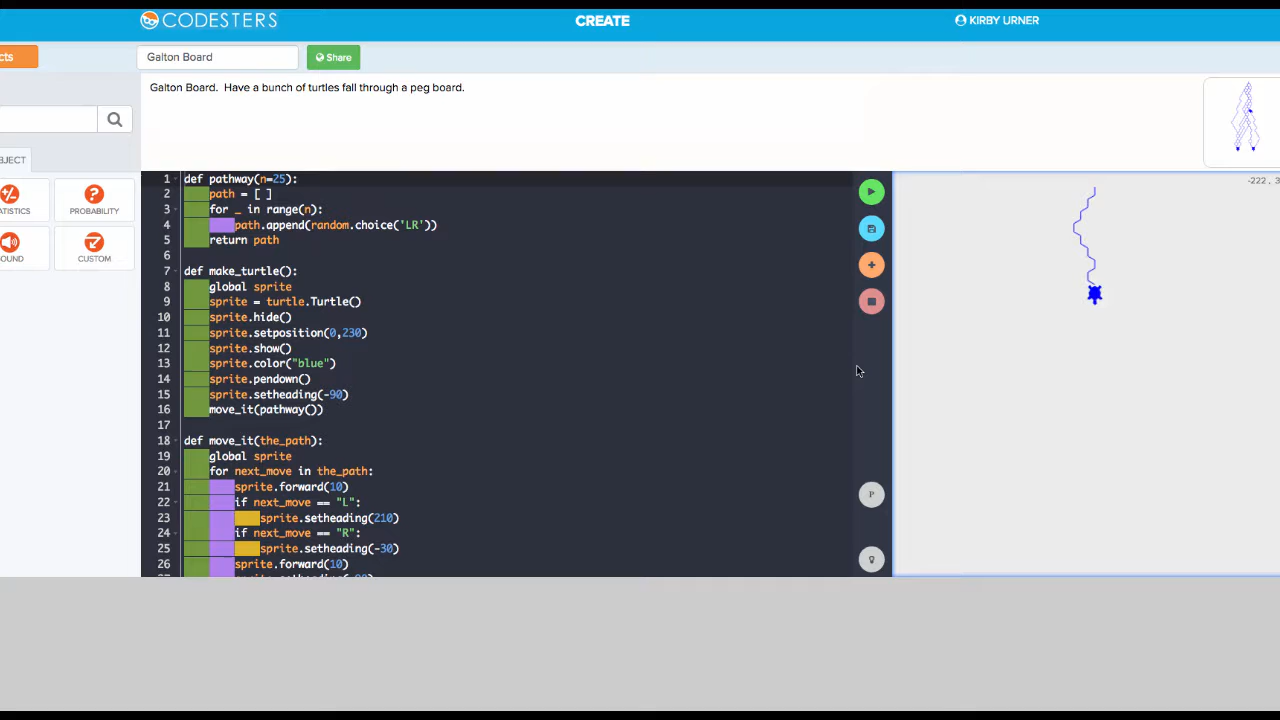 CODESTERS
CREATE
KIRBY URNER
cts
Galton Board
Share
Galton Board. Have a bunch of turtles fall through a peg board.
BJECT
TATISTICS
PROBABILITY
OUND
CUSTOM
1 def pathway(n=25):
2 path = [ ]
3 for _ in range(n):
4 path.append(random.choice('LR'))
5 return path
6
7 def make_turtle():
8 global sprite
9 sprite = turtle.Turtle()
10 sprite.hide()
11 sprite.setposition(0,230)
12 sprite.show()
13 sprite.color("blue")
14 sprite.pendown()
15 sprite.setheading(-90)
16 move_it(pathway())
17
18 def move_it(the_path):
19 global sprite
20 for next_move in the_path:
21 sprite.forward(10)
22 if next_move == "L":
23 sprite.setheading(210)
24 if next_move == "R":
25 sprite.setheading(-30)
26 sprite.forward(10)
P
-222, 3